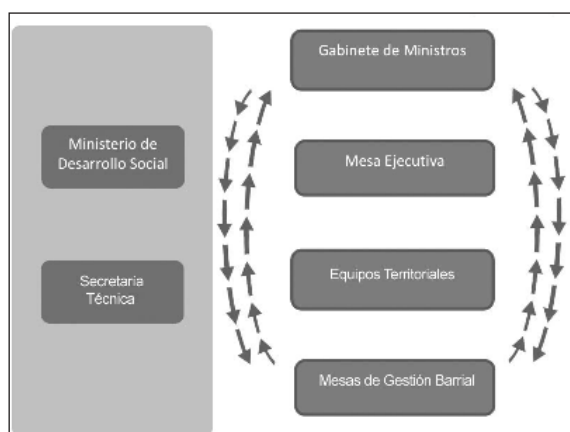 Ministerio de
Desarrollo Social
Secretaria
Técnica
Gabinete de Ministros
Mesa Ejecutiva
Equipos Territoriales
Mesas de Gestión Barrial